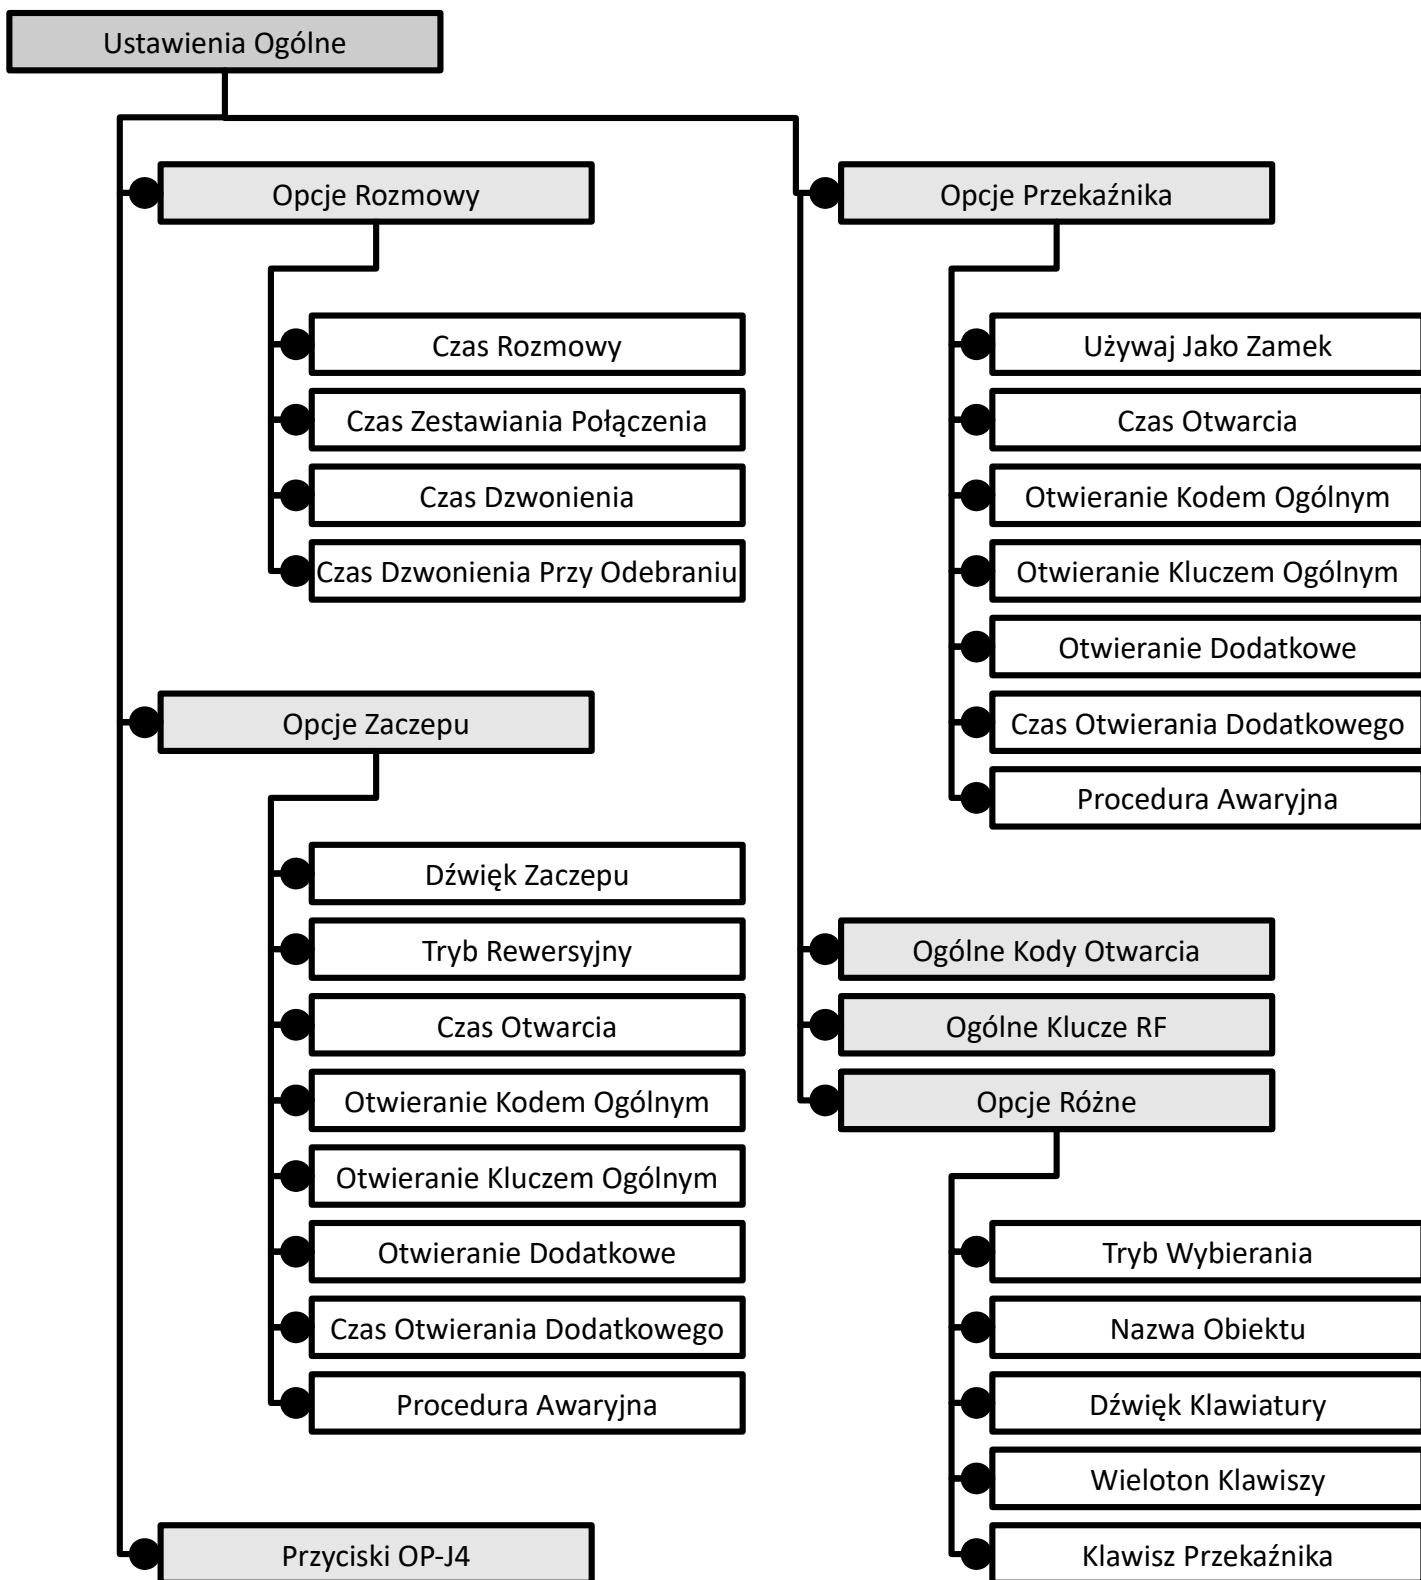 Ustawienia Ogólne
Opcje Rozmowy
Czas Rozmowy
Czas Zestawiania Połączenia
Czas Dzwonienia
Czas Dzwonienia Przy Odebraniu
Opcje Zaczepu
Dźwięk Zaczepu
Tryb Rewersyjny
Czas Otwarcia
Otwieranie Kodem Ogólnym
Otwieranie Kluczem Ogólnym
Otwieranie Dodatkowe
Czas Otwierania Dodatkowego
Procedura Awaryjna
Przyciski OP-J4
Opcje Przekaźnika
Używaj Jako Zamek
Czas Otwarcia
Otwieranie Kodem Ogólnym
Otwieranie Kluczem Ogólnym
Otwieranie Dodatkowe
Czas Otwierania Dodatkowego
Procedura Awaryjna
Ogólne Kody Otwarcia
Ogólne Klucze RF
Opcje Różne
Tryb Wybierania
Nazwa Obiektu
Dźwięk Klawiatury
Wieloton Klawiszy
Klawisz Przekaźnika